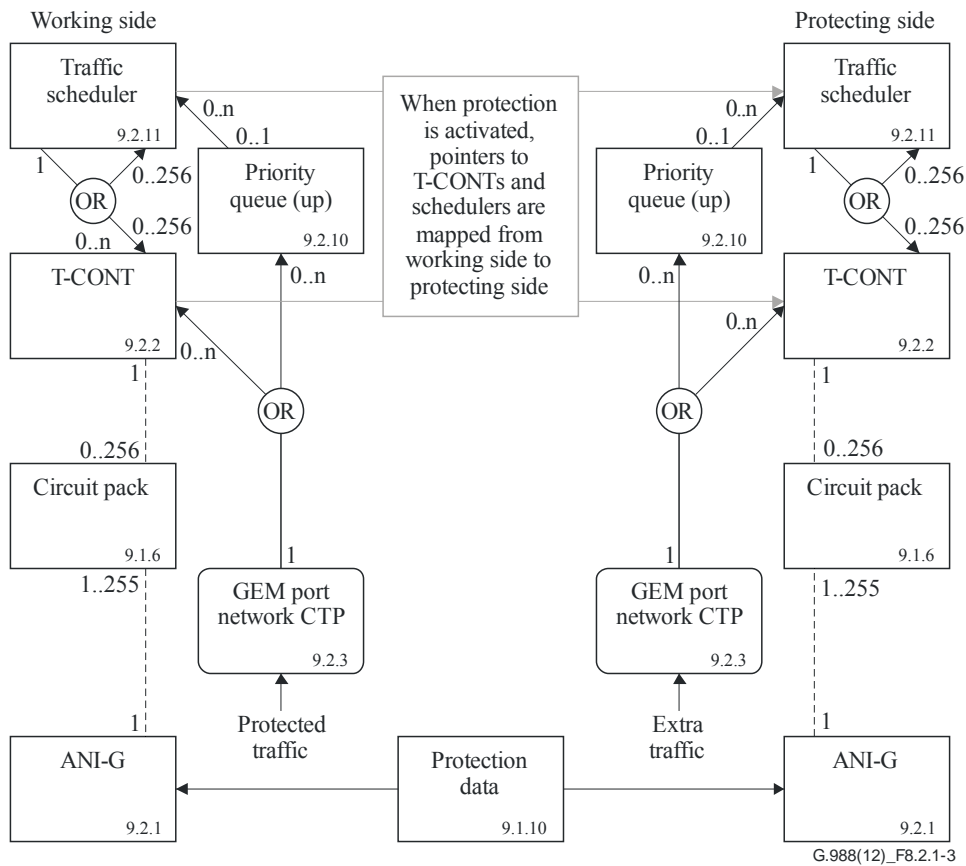 Working side
Protecting side
Traffic
scheduler
9.2.11
When protection
is activated,
pointers to
T-CONTs and
schedulers are
mapped from
working side to
protecting side
Traffic
scheduler
9.2.11
0..n
0..1
1
0..256
OR
0..256
0..n
Priority
queue (up)
9.2.10
0..n
0..1
Priority
queue (up)
9.2.10
1
0..256
OR
0..256
T-CONT
9.2.2
0..n
0..n
0..n
0..n
T-CONT
9.2.2
1
OR
OR
1
0..256
0..256
Circuit pack
9.1.6
Circuit pack
9.1.6
1..255
1
1
1..255
GEM port
network CTP
9.2.3
GEM port
network CTP
9.2.3
1
Protected
traffic
Extra
traffic
1
ANI-G
9.2.1
Protection
data
9.1.10
ANI-G
9.2.1
G.988(12)_F8.2.1-3